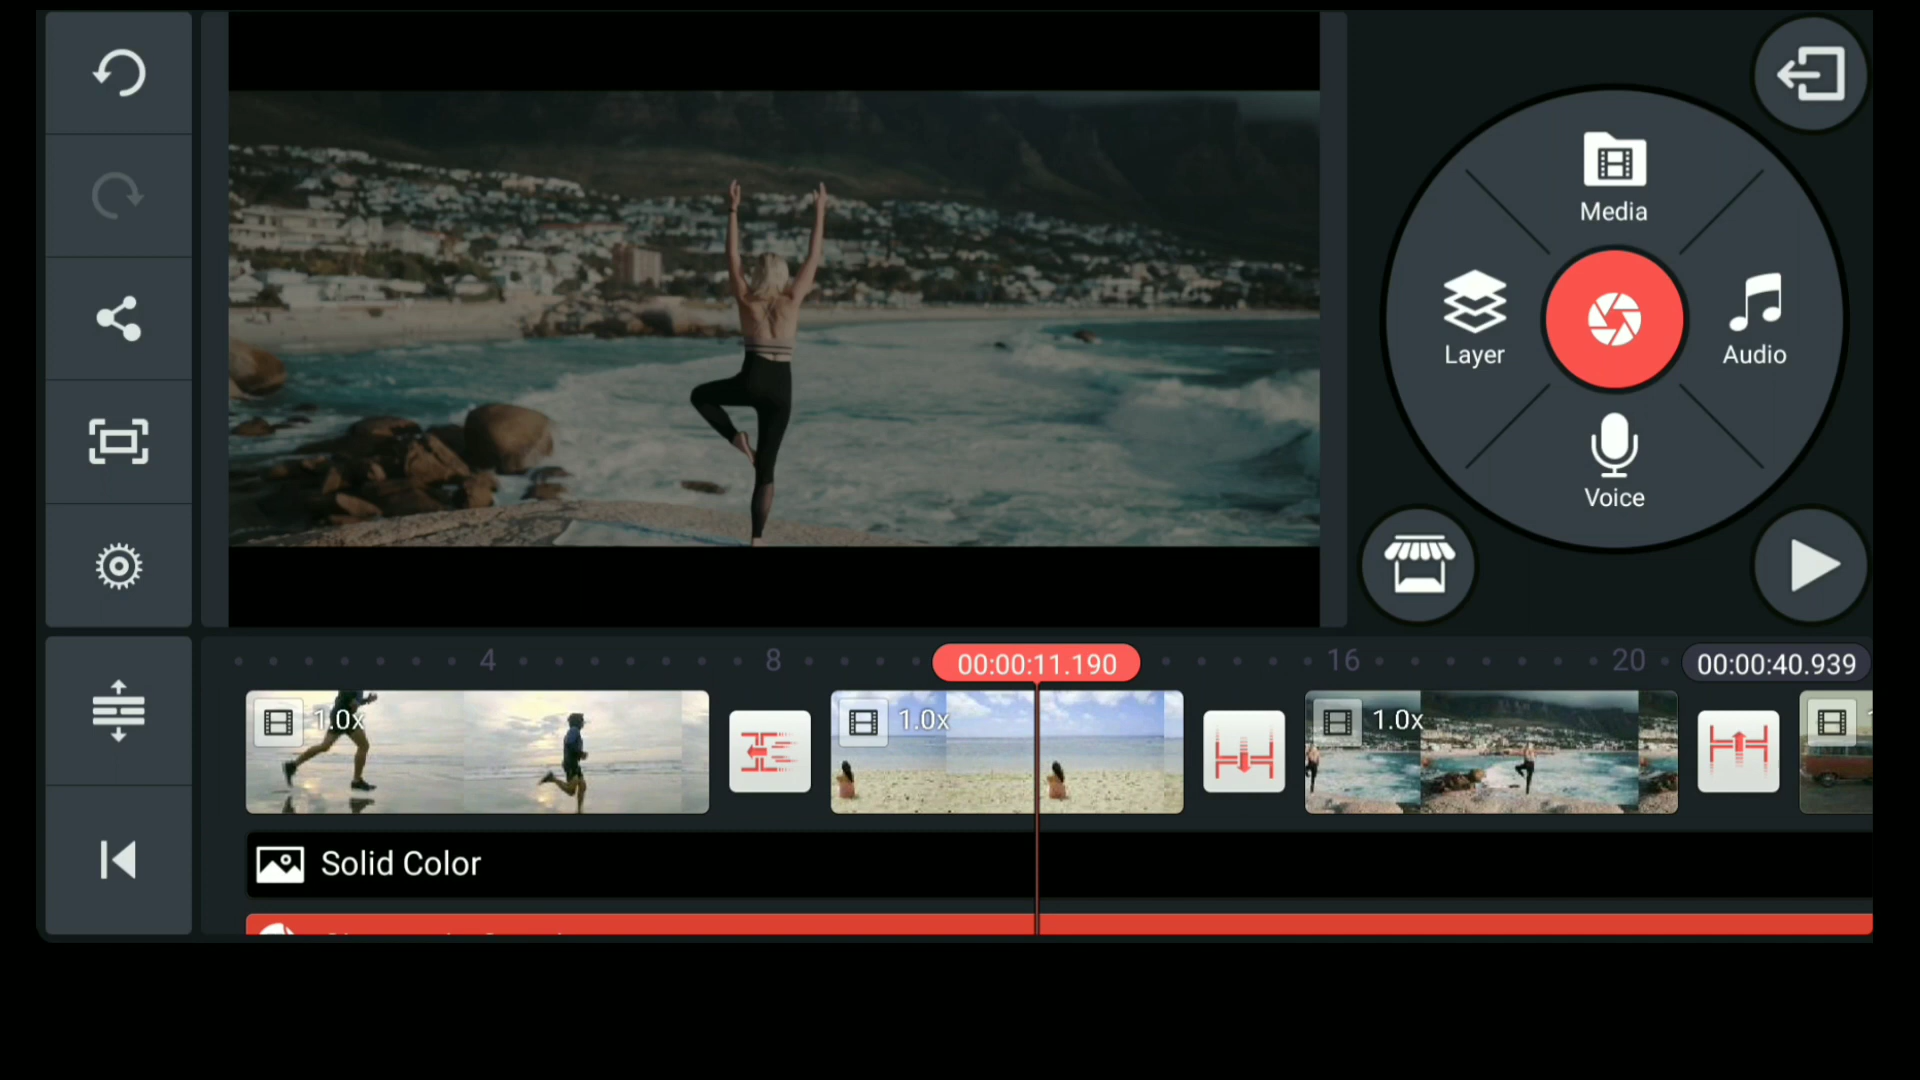 Media
Layer
Audio
Voice
4
8
00:00:11.190
16
20
00:00:40.939
1.0x
1.0x
1.0x
Solid Color